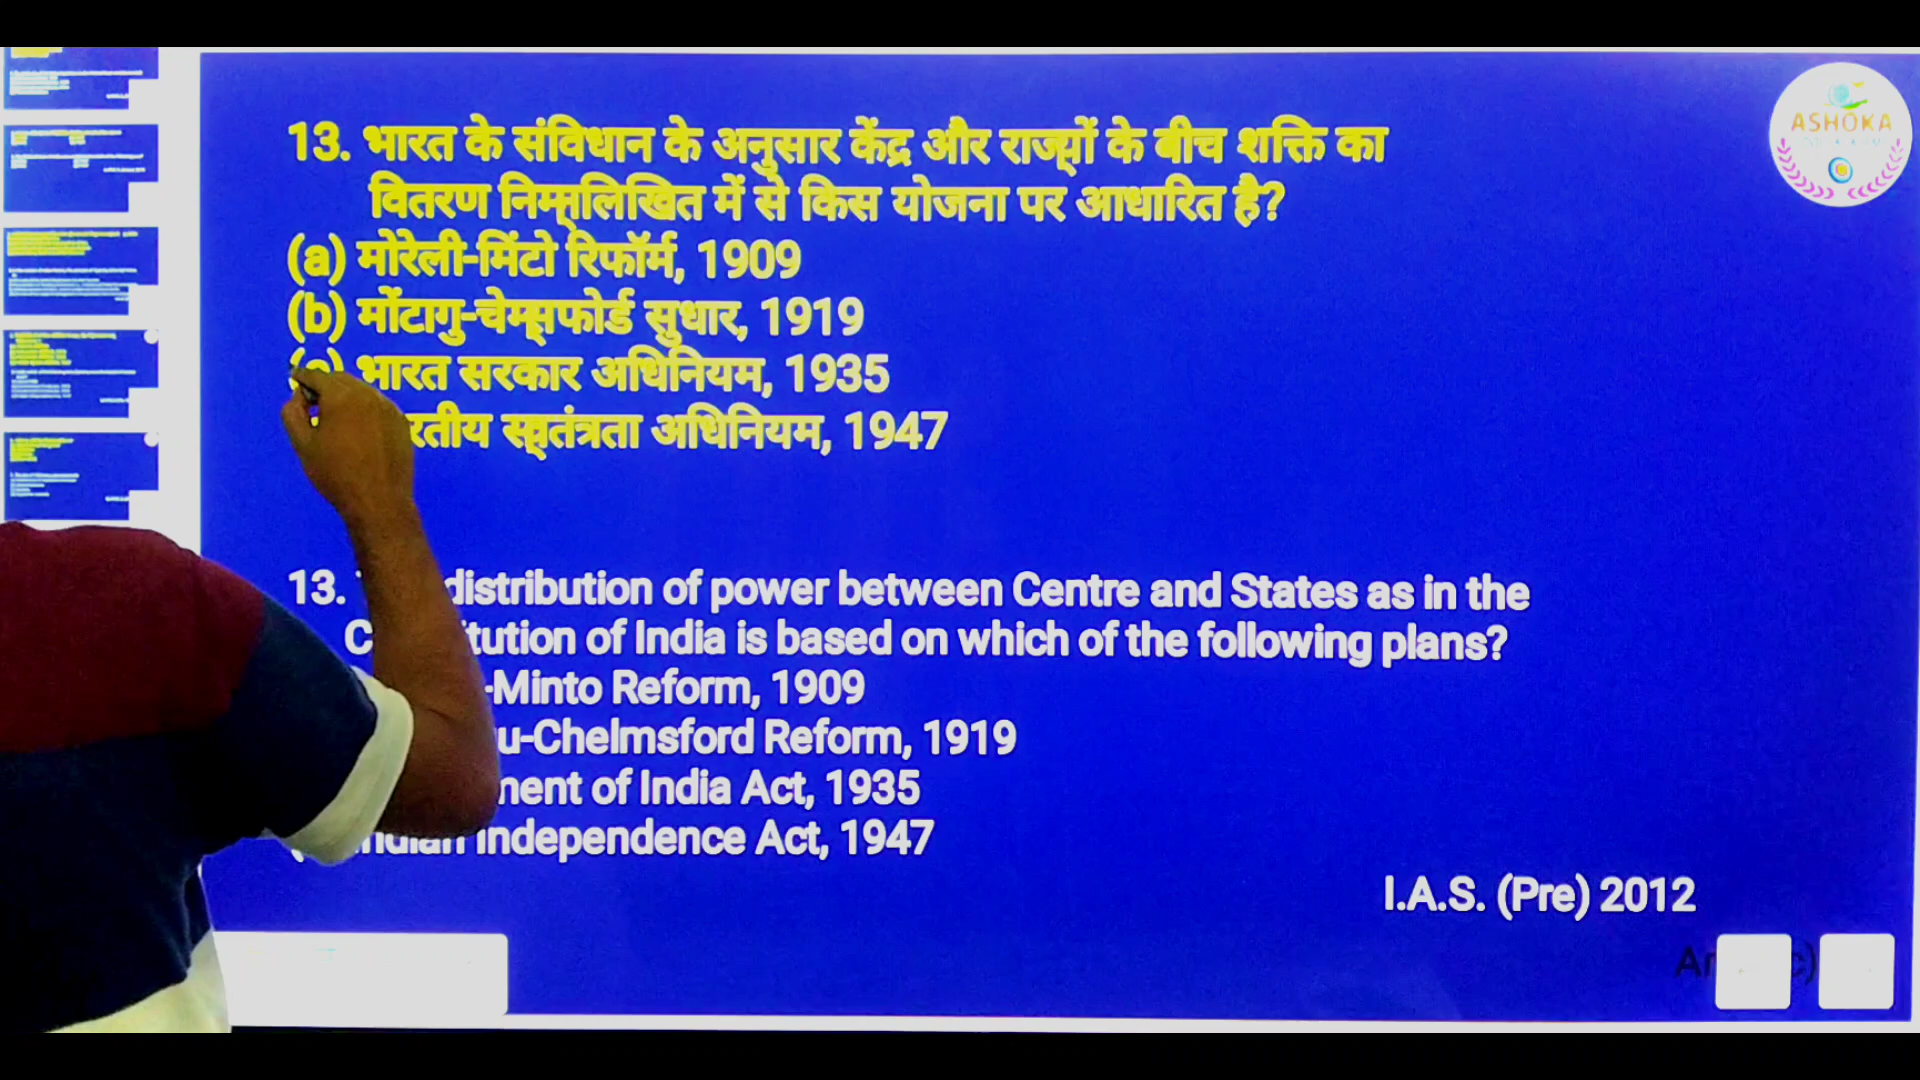 13. भारत के संविधान के अनुसार केंद्र और राज्यों के बीच शक्ति का
वितरण निम्नलिखित में से किस योजना पर आधारित है?
(a) मोरेली-मिंटो रिफॉर्म, 1909
(b) मोंटागु-चेम्सफोर्ड सुधार, 1919
भारत सरकार अधिनियम, 1935
स्वतंत्रता अधिनियम, 1947
13. distribution of power between Centre and States as in the
of India is based on which of the following plans?
-Minto Reform, 1909
-Chelmsford Reform, 1919
of India Act, 1935
Indian Independence Act, 1947
I.A.S. (Pre) 2012
ASHOKA